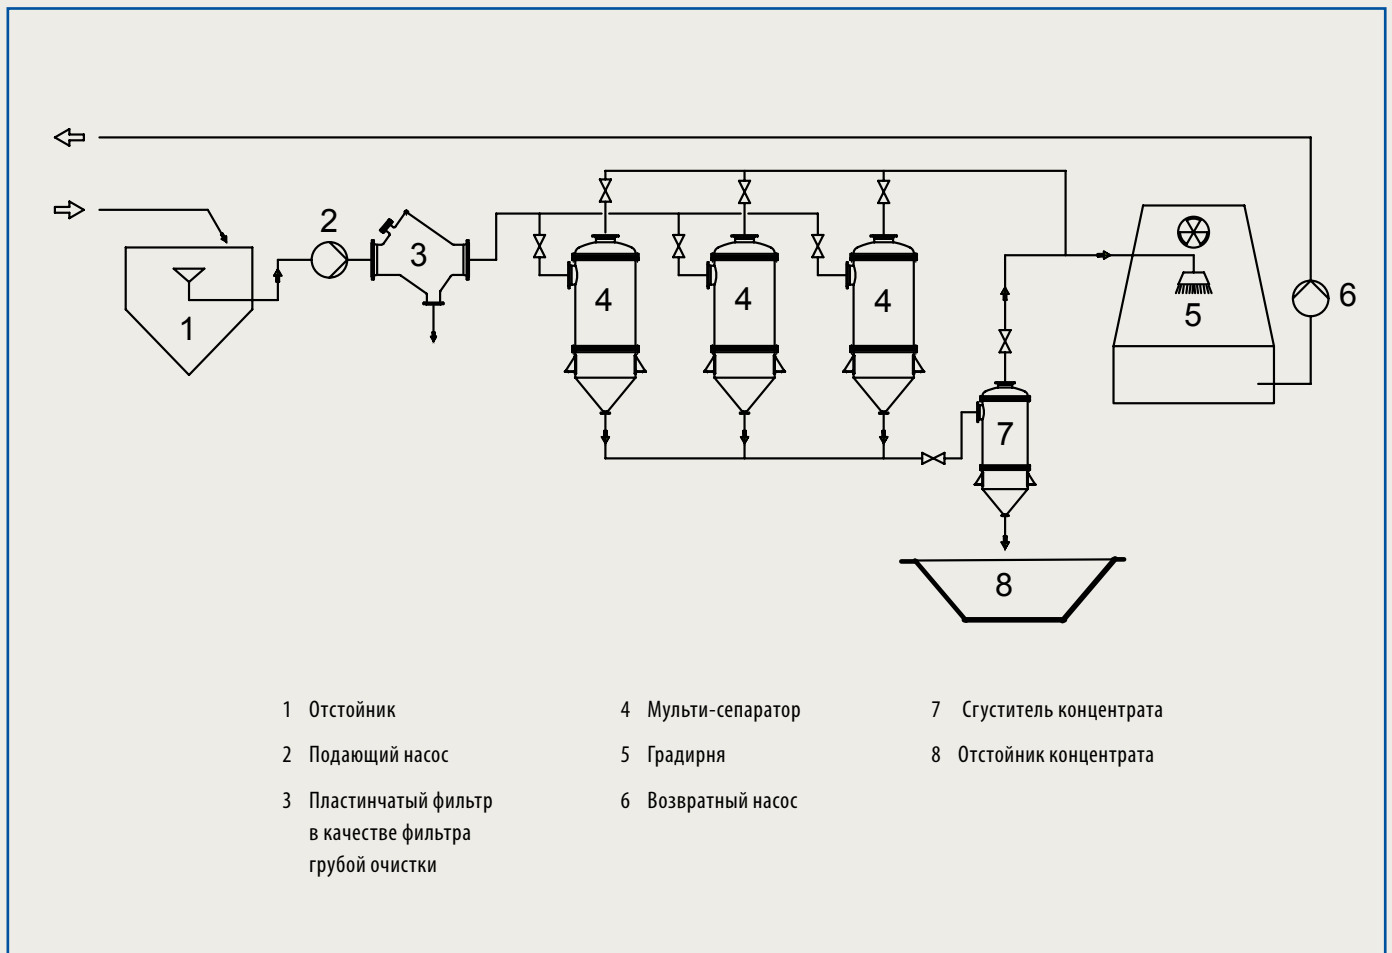 2
3
1
4
4
4
5
6
7
8
1 Отстойник
2 Подающий насос
3 Пластинчатый фильтр
в качестве фильтра
грубой очистки
4 Мульти-сепаратор
5 Градирня
6 Возвратный насос
7 Сгуститель концентрата
8 Отстойник концентрата